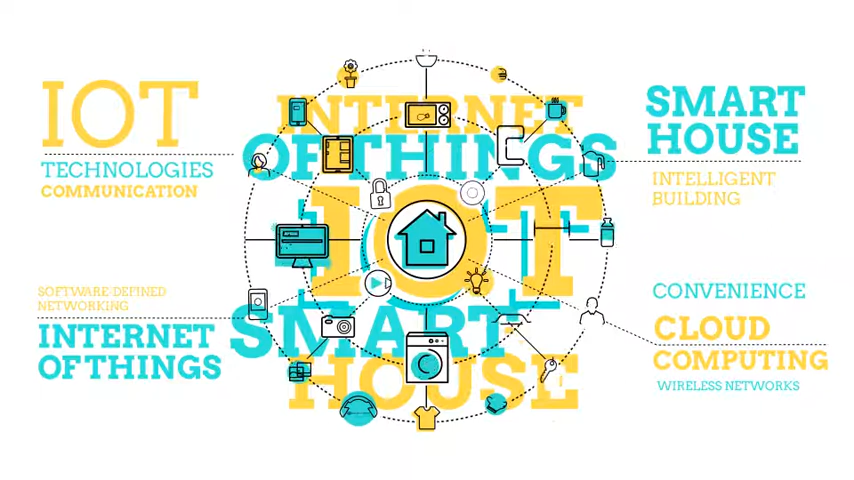 IOT
TECHNOLOGIES
COMMUNICATION
SOFTWARE-DEFINED
NETWORKING
INTERNET
OF THINGS
INTERNET
OF THINGS
IOT
SMART
HOUSE
SMART
HOUSE
INTELLIGENT
BUILDING
CONVENIENCE
CLOUD
COMPUTING
WIRELESS NETWORKS